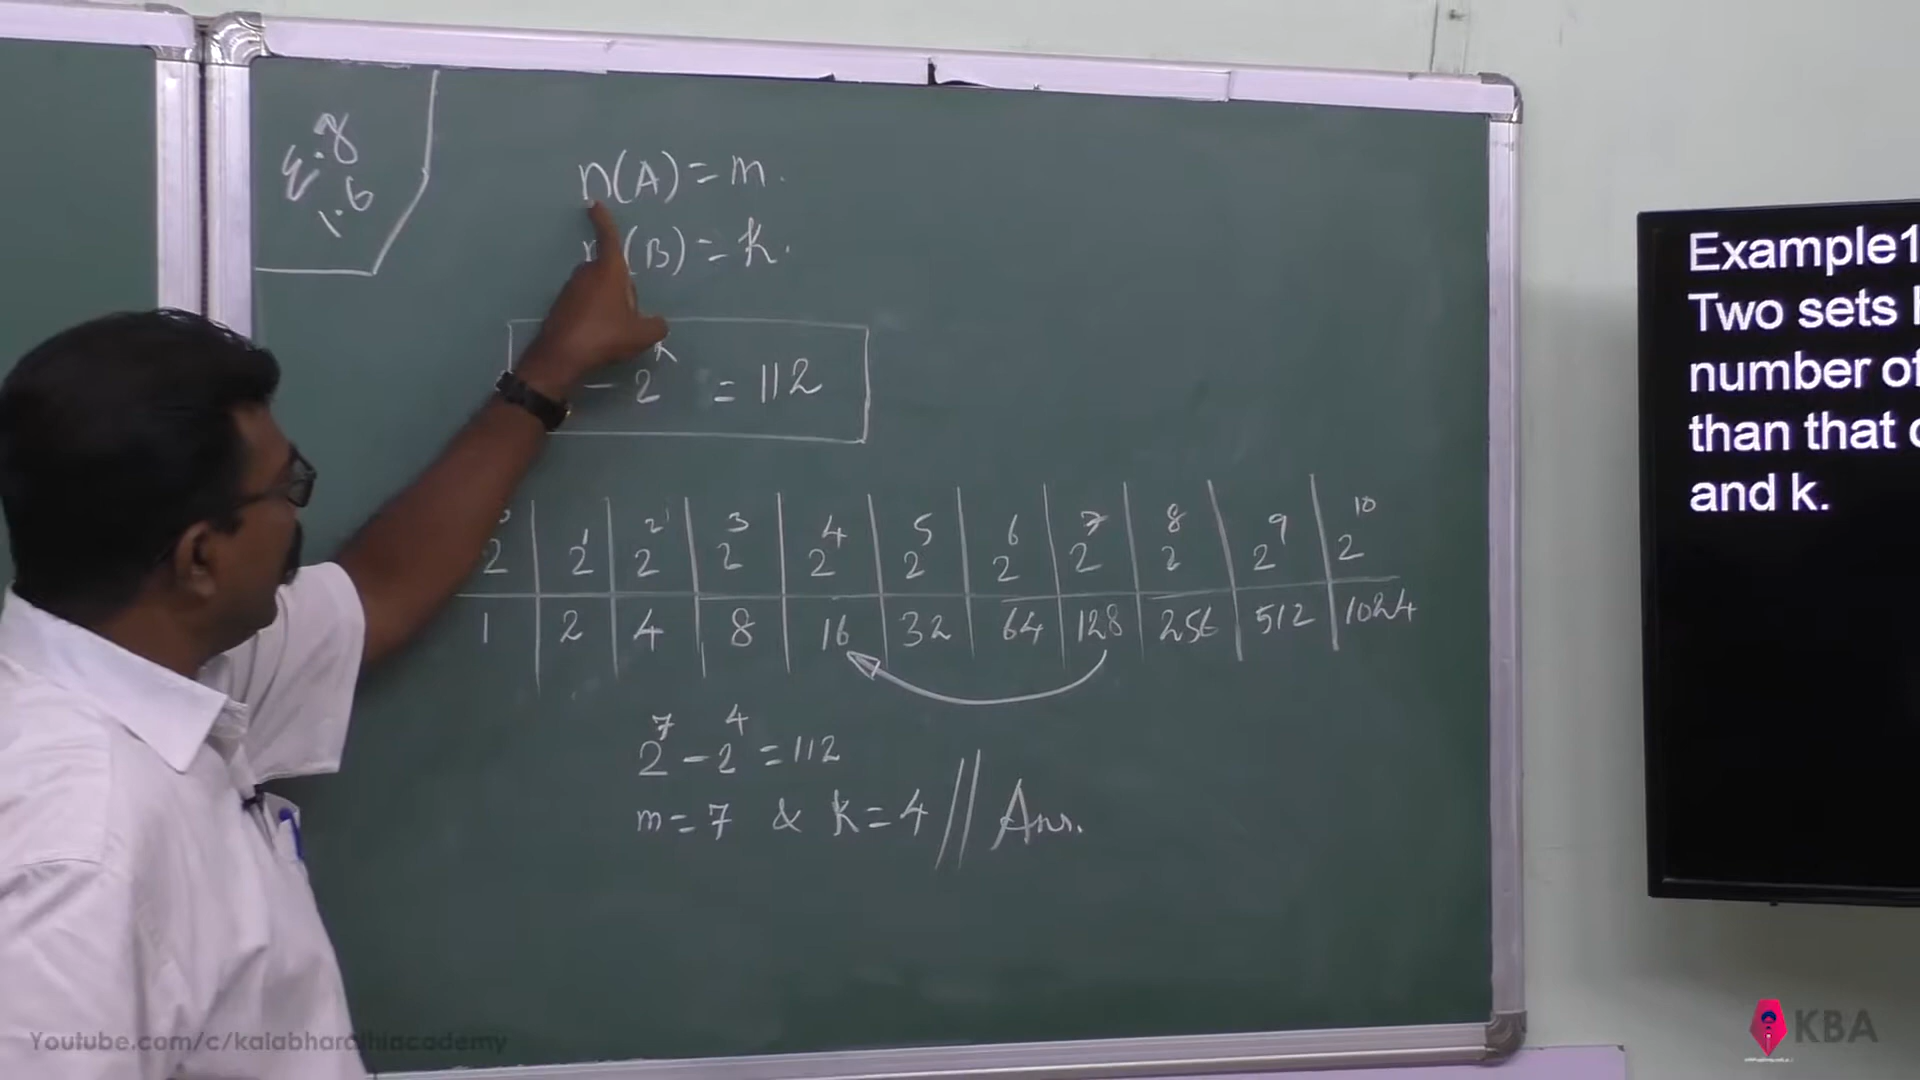 E.g
1.6
n(A) = m.
(B) = k.
- 2^k = 112
2 | 2^1 | 2^2 | 2^3 | 2^4 | 2^5 | 2^6 | 2^7 | 2^8 | 2^9 | 2^10
1 | 2 | 4 | 8 | 16 | 32 | 64 | 128 | 256 | 512 | 1024
2^7 - 2^4 = 112
m = 7 & k = 4 // Ans.
Example1
Two sets
number of
than that
and k.
Youtube.com/c/kalabharathiacademy
KBA